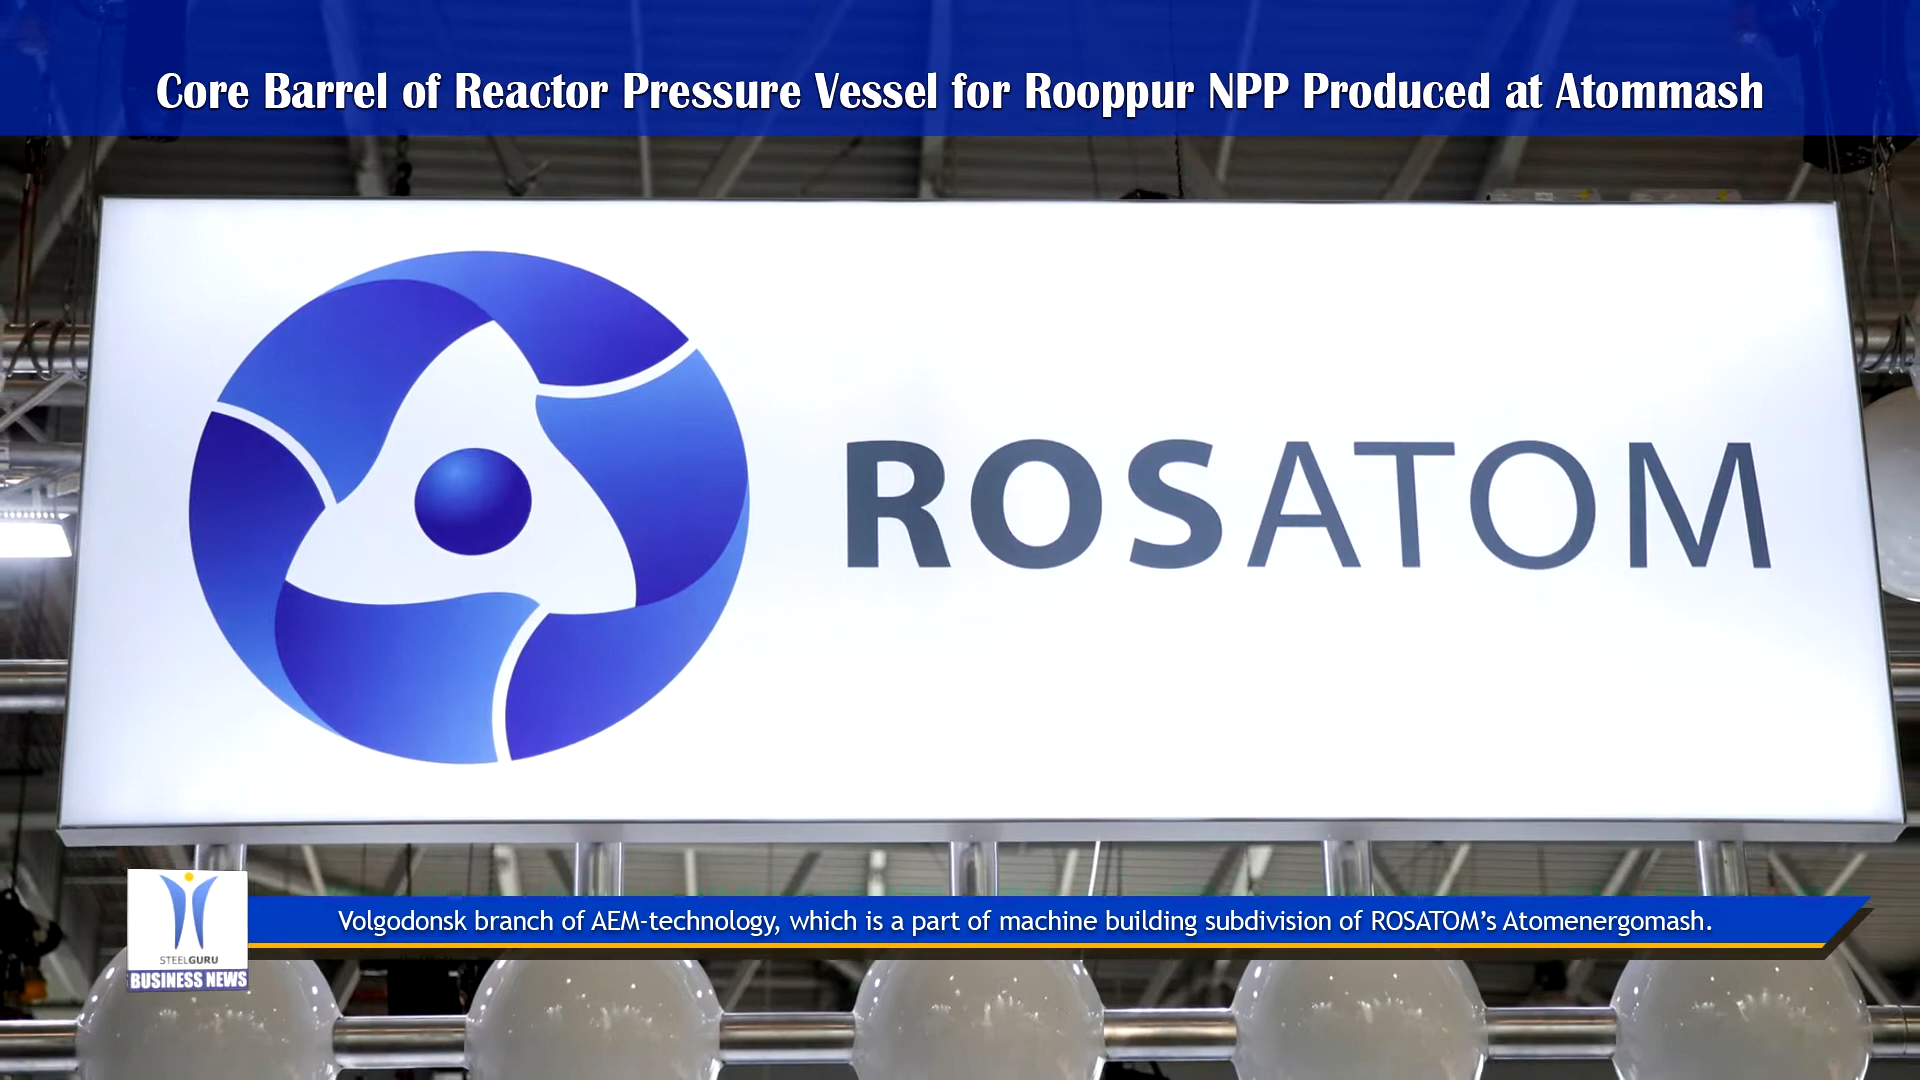 Core Barrel of Reactor Pressure Vessel for Rooppur NPP Produced at Atommash
ROSATOM
Volgodonsk branch of AEM-technology, which is a part of machine building subdivision of ROSATOM's Atomenergomash.
STEELGURU
BUSINESS NEWS